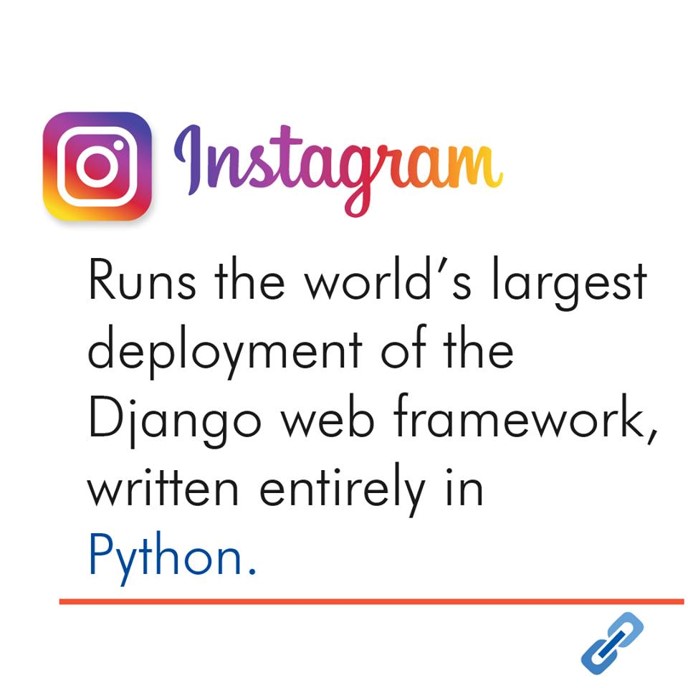 Instagram
Runs the world’s largest
deployment of the
Django web framework,
written entirely in
Python.